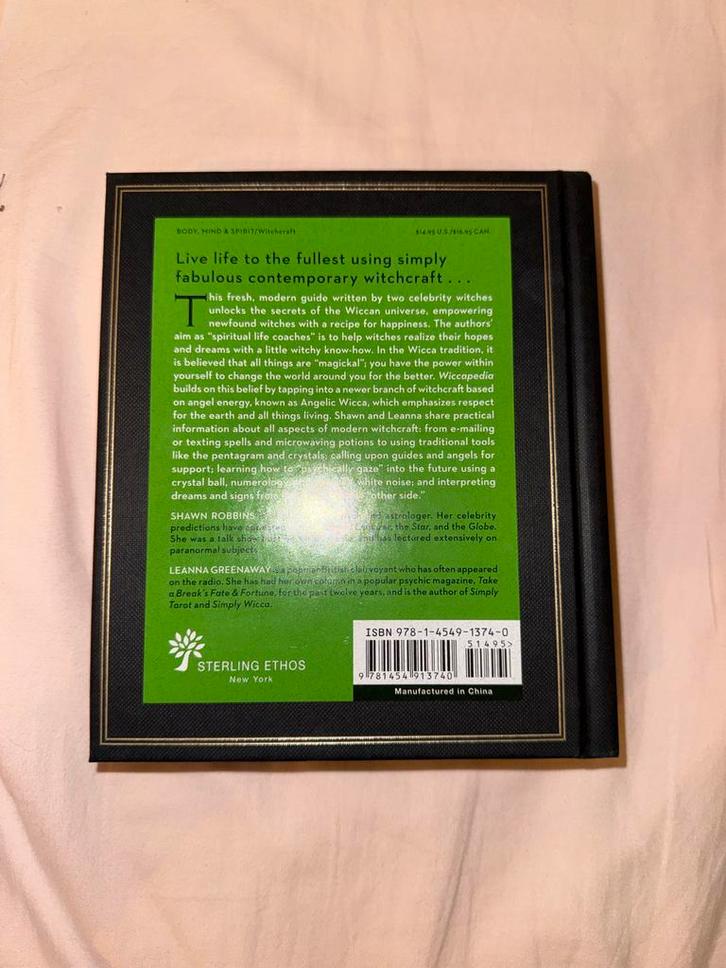 BODY, MIND & SPIRIT/Witchcraft
$14.95 U.S./$16.95 CAN.
Live life to the fullest using simply
fabulous contemporary witchcraft . . .
This fresh, modern guide written by two celebrity witches
unlocks the secrets of the Wiccan universe, empowering
newfound witches with a recipe for happiness. The authors'
aim as "spiritual life coaches" is to help witches realize their hopes
and dreams with a little witchy know-how. In the Wicca tradition, it
is believed that all things are "magickal"; you have the power within
yourself to change the world around you for the better. Wiccapedia
builds on this belief by tapping into a newer branch of witchcraft based
on angel energy, known as Angelic Wicca, which emphasizes respect
for the earth and all things living. Shawn and Leanna share practical
information about all aspects of modern witchcraft: from e-mailing
or texting spells and microwaving potions to using traditional tools
like the pentagram and crystals; calling upon guides and angels for
support; learning how to "psychically gaze" into the future using a
crystal ball, numerology, white noise; and interpreting
dreams and signs from "other side."
SHAWN ROBBINS astrologer. Her celebrity
predictions have the Star, and the Globe.
She was a talk show and has lectured extensively on
paranormal subjects
LEANNA GREENAWAY is a popular British clairvoyant who has often appeared
on the radio. She has had her own column in a popular psychic magazine, Take
a Break's Fate & Fortune, for the past twelve years, and is the author of Simply
Tarot and Simply Wicca.
STERLING ETHOS
New York
ISBN 978-1-4549-1374-0
51495>
9 781454 913740
Manufactured in China